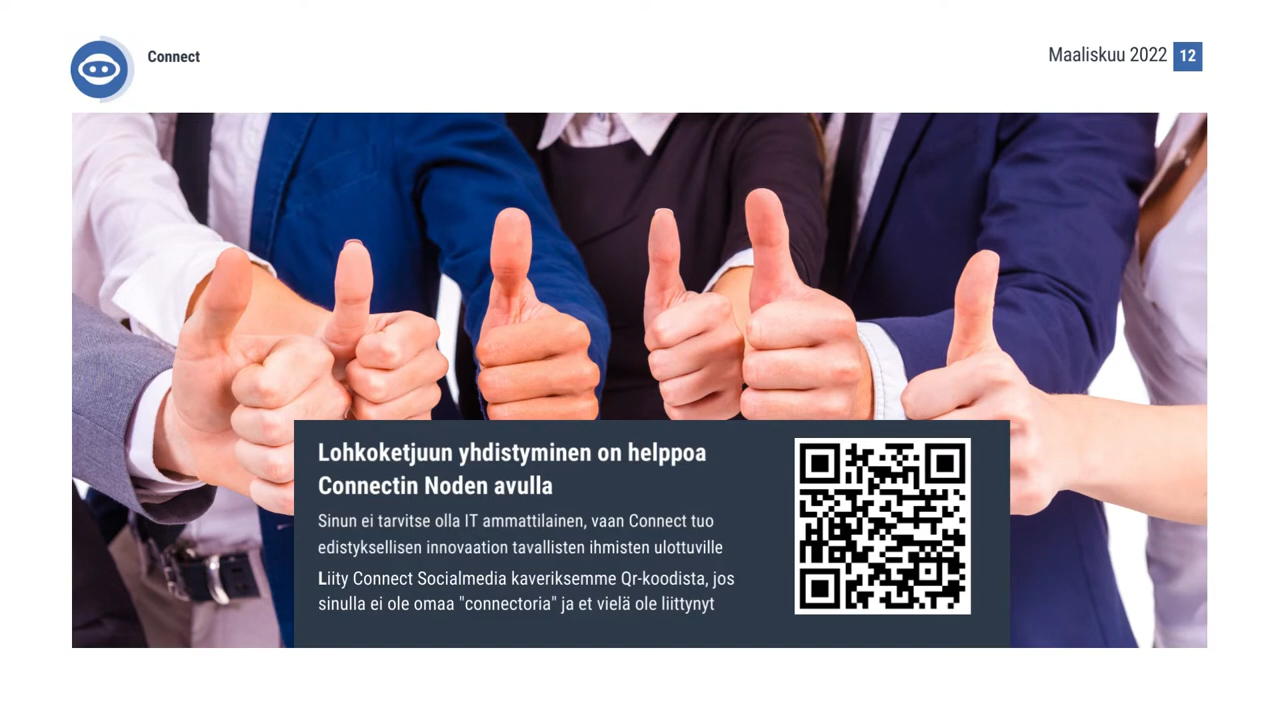 Connect
Maaliskuu 2022 12
Lohkoketjuun yhdistyminen on helppoa
Connectin Noden avulla
Sinun ei tarvitse olla IT ammattilainen, vaan Connect tuo
edistyksellisen innovaation tavallisten ihmisten ulottuville
Liity Connect Socialmedia kaveriksemme Qr-koodista, jos
sinulla ei ole omaa "connectoria" ja et vielä ole liittynyt